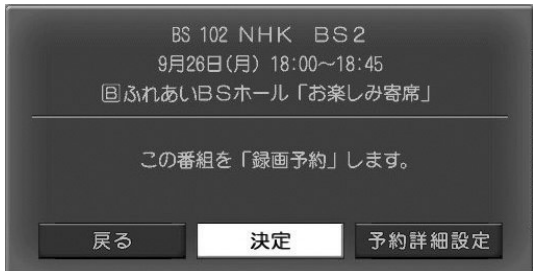 BS 102 NHK BS2
9月26日(月) 18:00～18:45
🄱ふれあいBSホール「お楽しみ寄席」
この番組を「録画予約」します。
戻る 決定 予約詳細設定